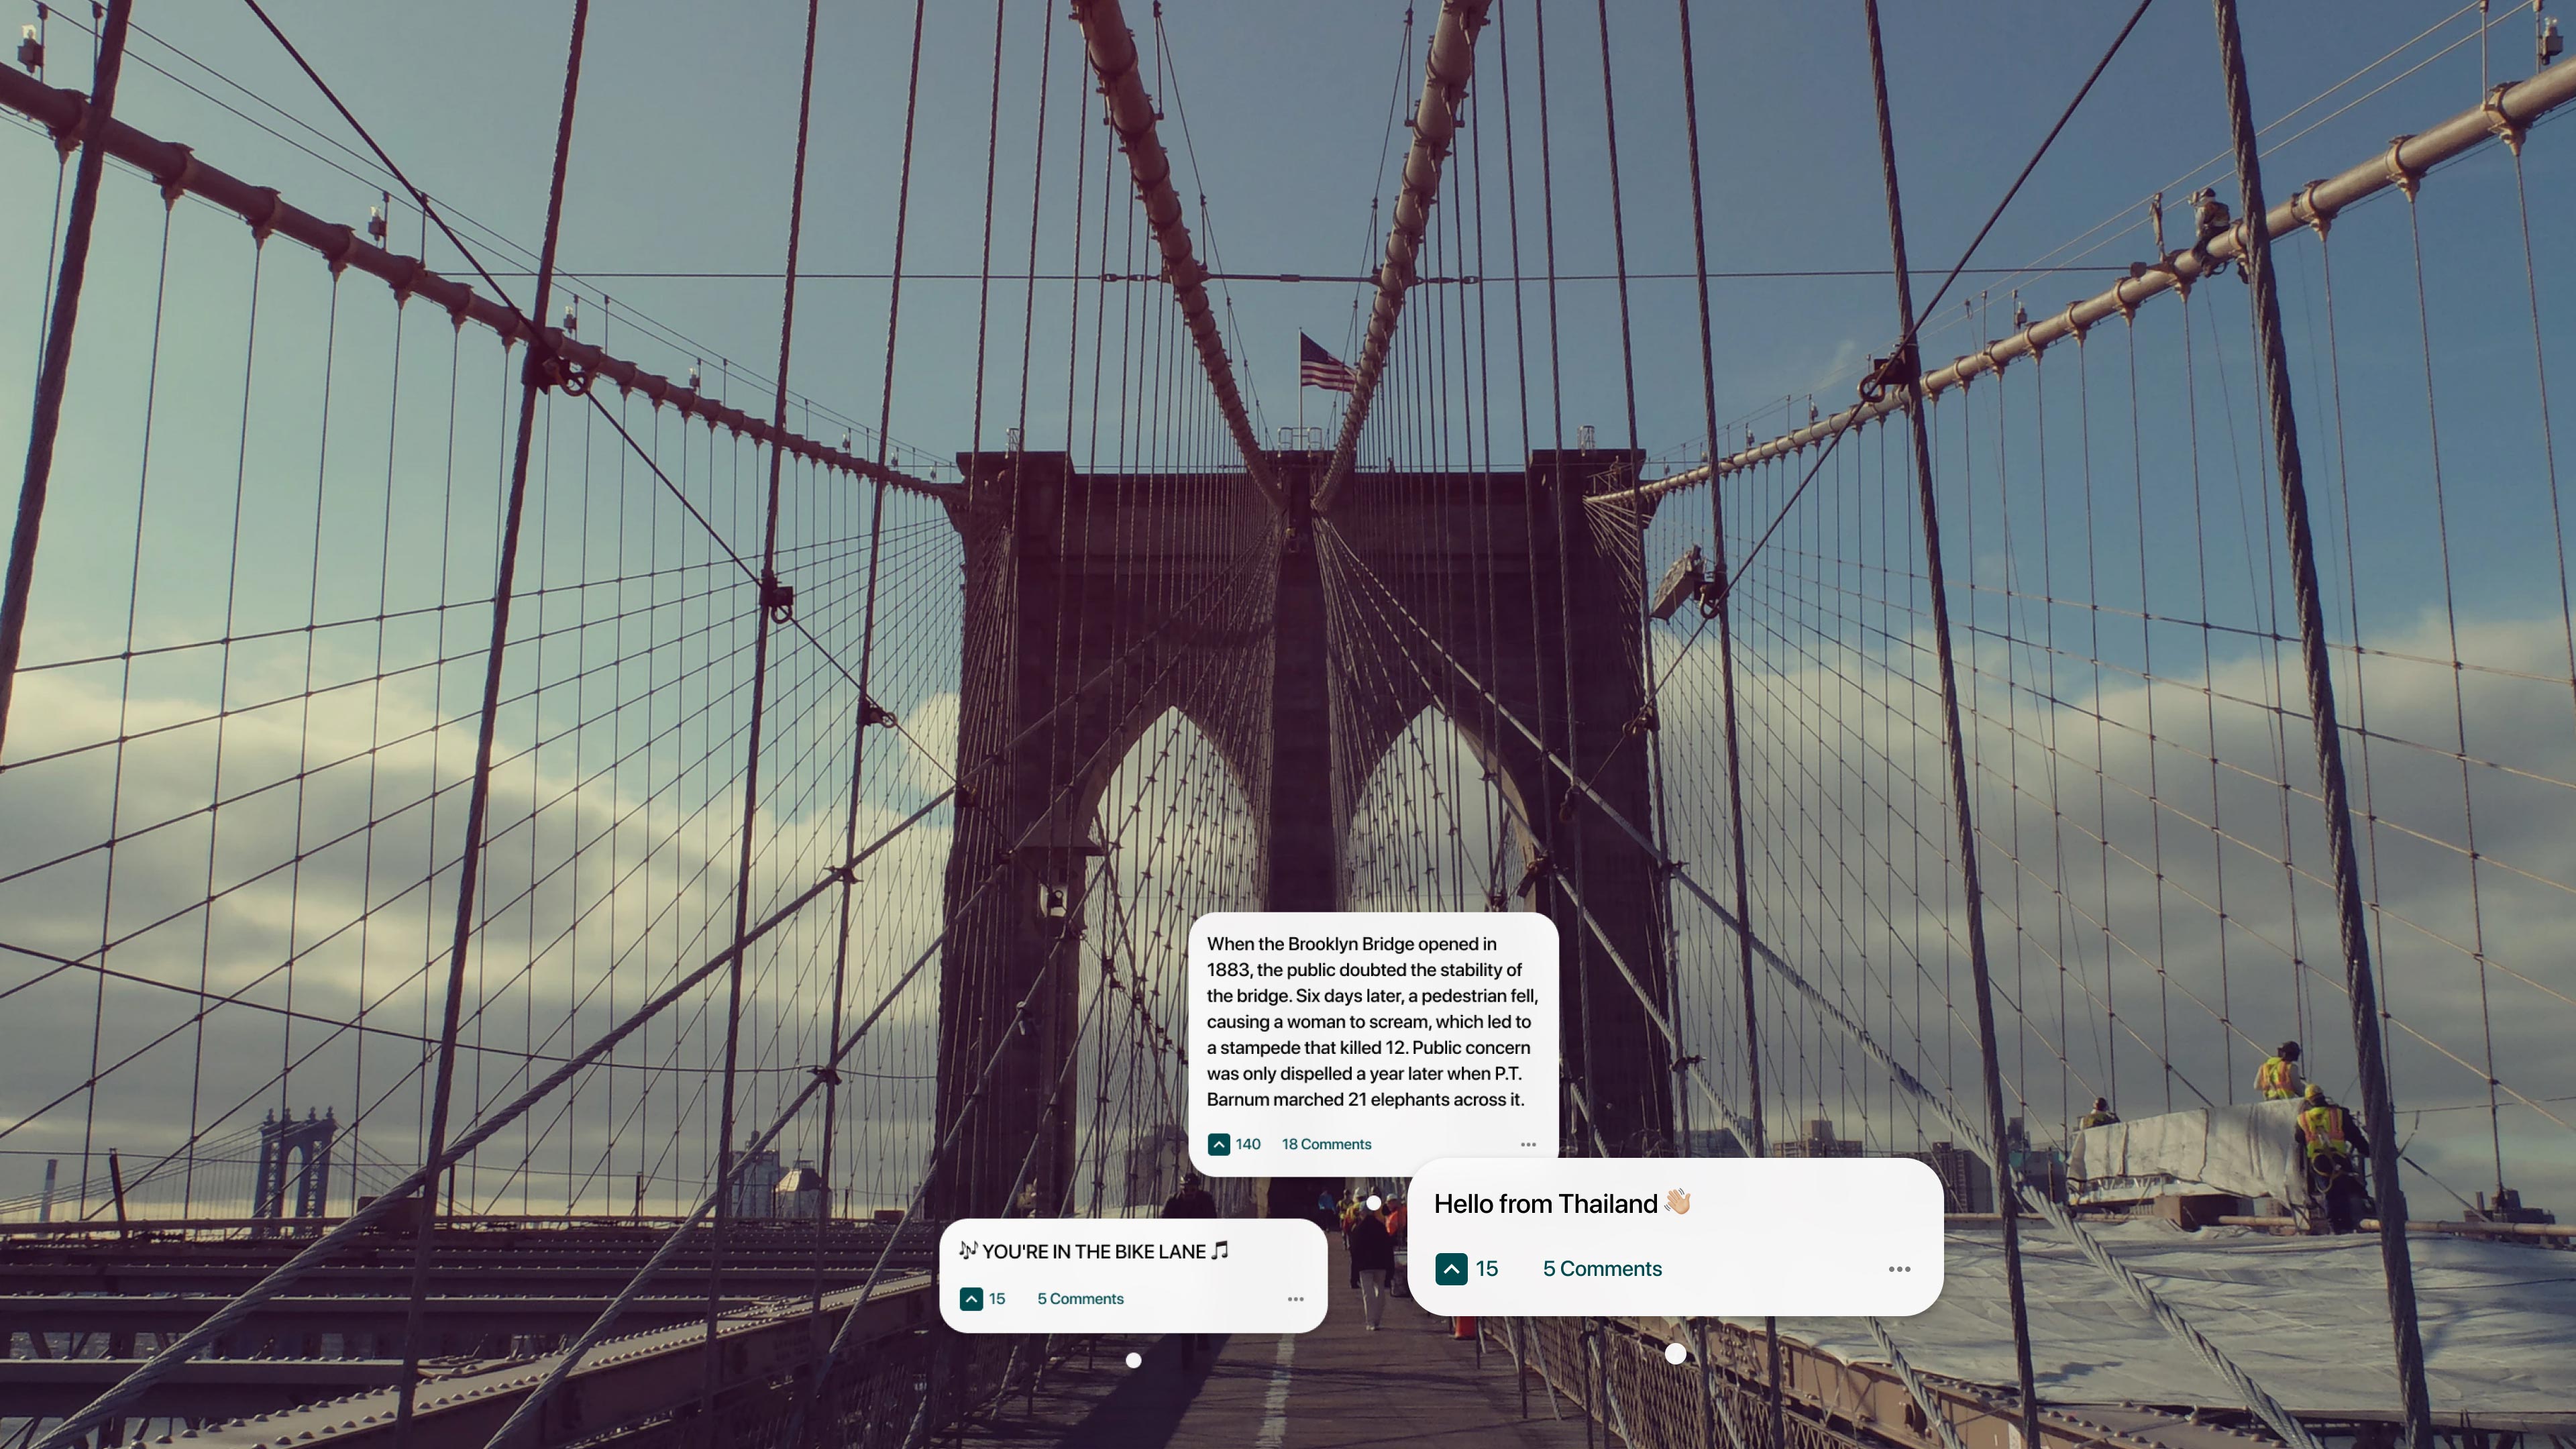 When the Brooklyn Bridge opened in
1883, the public doubted the stability of
the bridge. Six days later, a pedestrian fell,
causing a woman to scream, which led to
a stampede that killed 12. Public concern
was only dispelled a year later when P.T.
Barnum marched 21 elephants across it.
140 18 Comments
Hello from Thailand 👋🏼
15 5 Comments
🎶 YOU'RE IN THE BIKE LANE 🎵
15 5 Comments